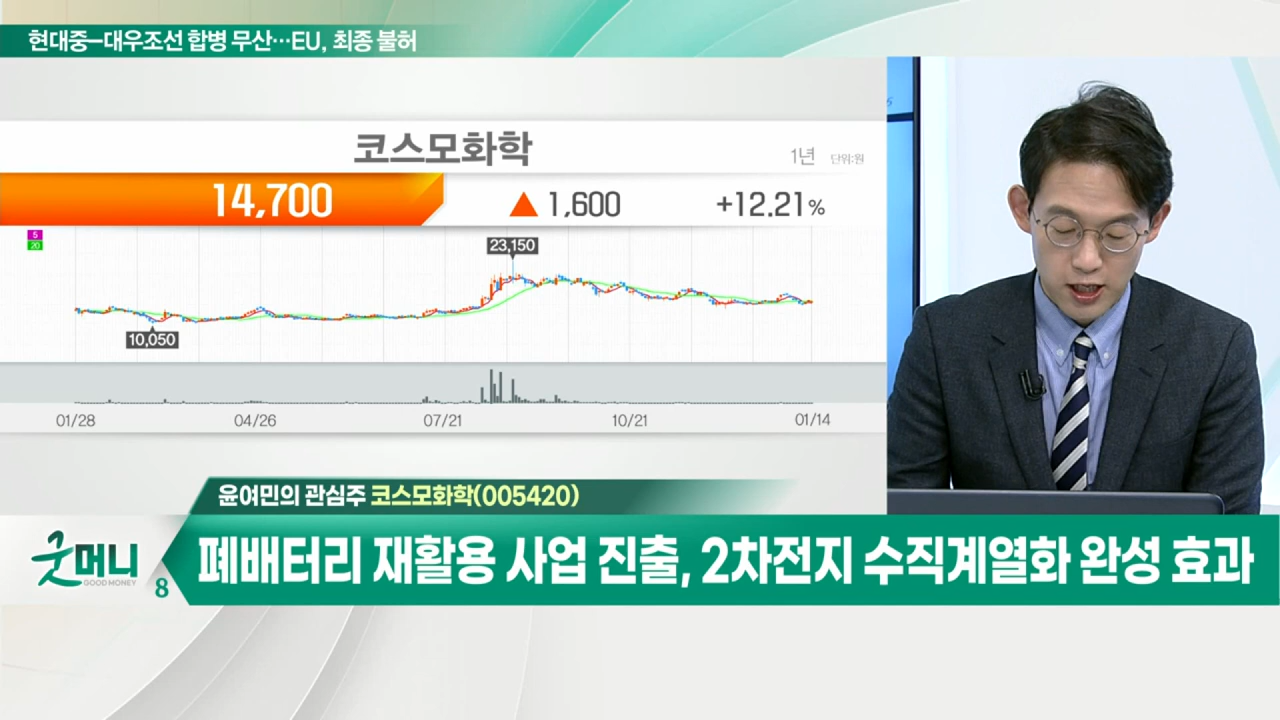 현대중-대우조선 합병 무산…EU, 최종 불허
코스모화학
1년 단위:원
14,700 ▲ 1,600 +12.21%
5
20
23,150
10,050
01/28 04/26 07/21 10/21 01/14
윤여민의 관심주 코스모화학(005420)
굿머니
GOOD MONEY
8
폐배터리 재활용 사업 진출, 2차전지 수직계열화 완성 효과